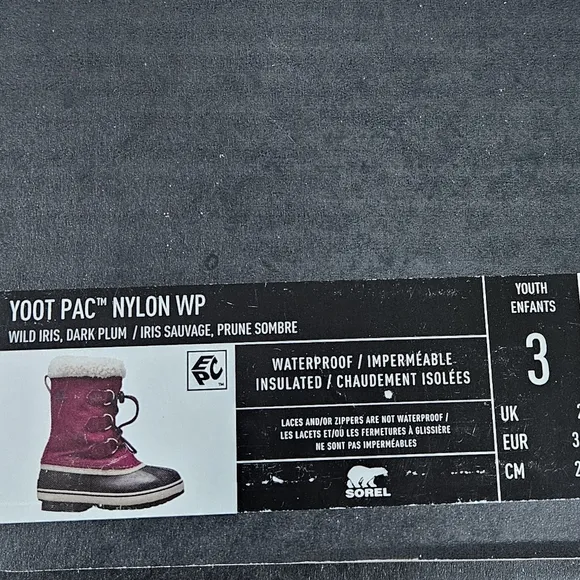 YOOT PAC™ NYLON WP
WILD IRIS, DARK PLUM / IRIS SAUVAGE, PRUNE SOMBRE
EPC™
WATERPROOF / IMPERMÉABLE
INSULATED / CHAUDEMENT ISOLÉES
LACES AND/OR ZIPPERS ARE NOT WATERPROOF /
LES LACETS ET/OÙ LES FERMETURES À GLISSIÈRE
NE SONT PAS IMPERMÉABLES
SOREL
YOUTH
ENFANTS
3
UK
EUR
CM